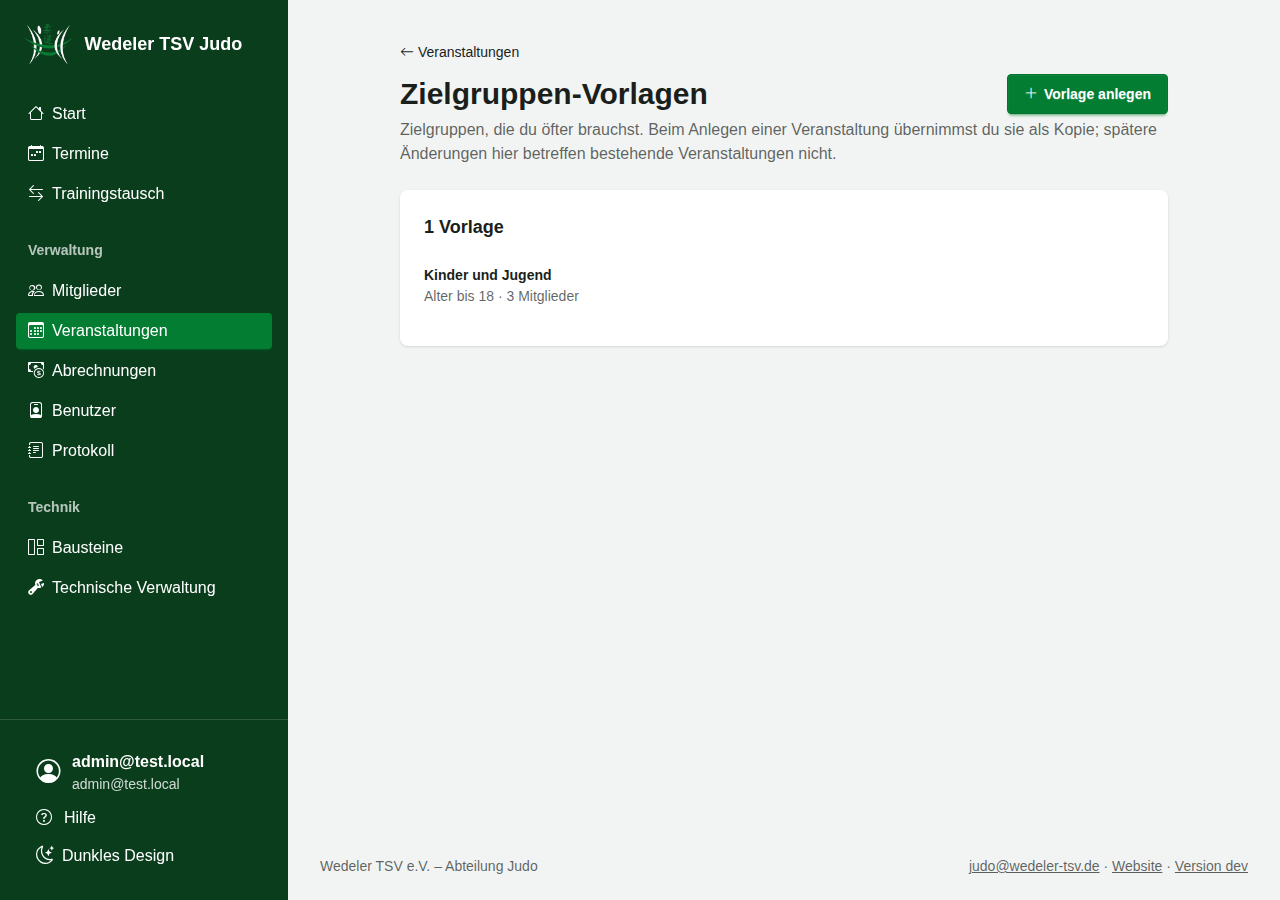 Wedeler TSV Judo
Start
Termine
Trainingstausch
Verwaltung
Mitglieder
Veranstaltungen
Abrechnungen
Benutzer
Protokoll
Technik
Bausteine
Technische Verwaltung
admin@test.local
admin@test.local
Hilfe
Dunkles Design
← Veranstaltungen
Zielgruppen-Vorlagen
+ Vorlage anlegen
Zielgruppen, die du öfter brauchst. Beim Anlegen einer Veranstaltung übernimmst du sie als Kopie; spätere
Änderungen hier betreffen bestehende Veranstaltungen nicht.
1 Vorlage
Kinder und Jugend
Alter bis 18 · 3 Mitglieder
Wedeler TSV e.V. – Abteilung Judo
judo@wedeler-tsv.de · Website · Version dev